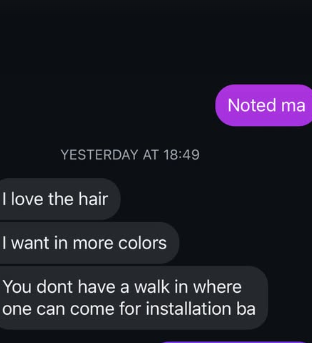 Noted ma
YESTERDAY AT 18:49
I love the hair
I want in more colors
You dont have a walk in where
one can come for installation ba